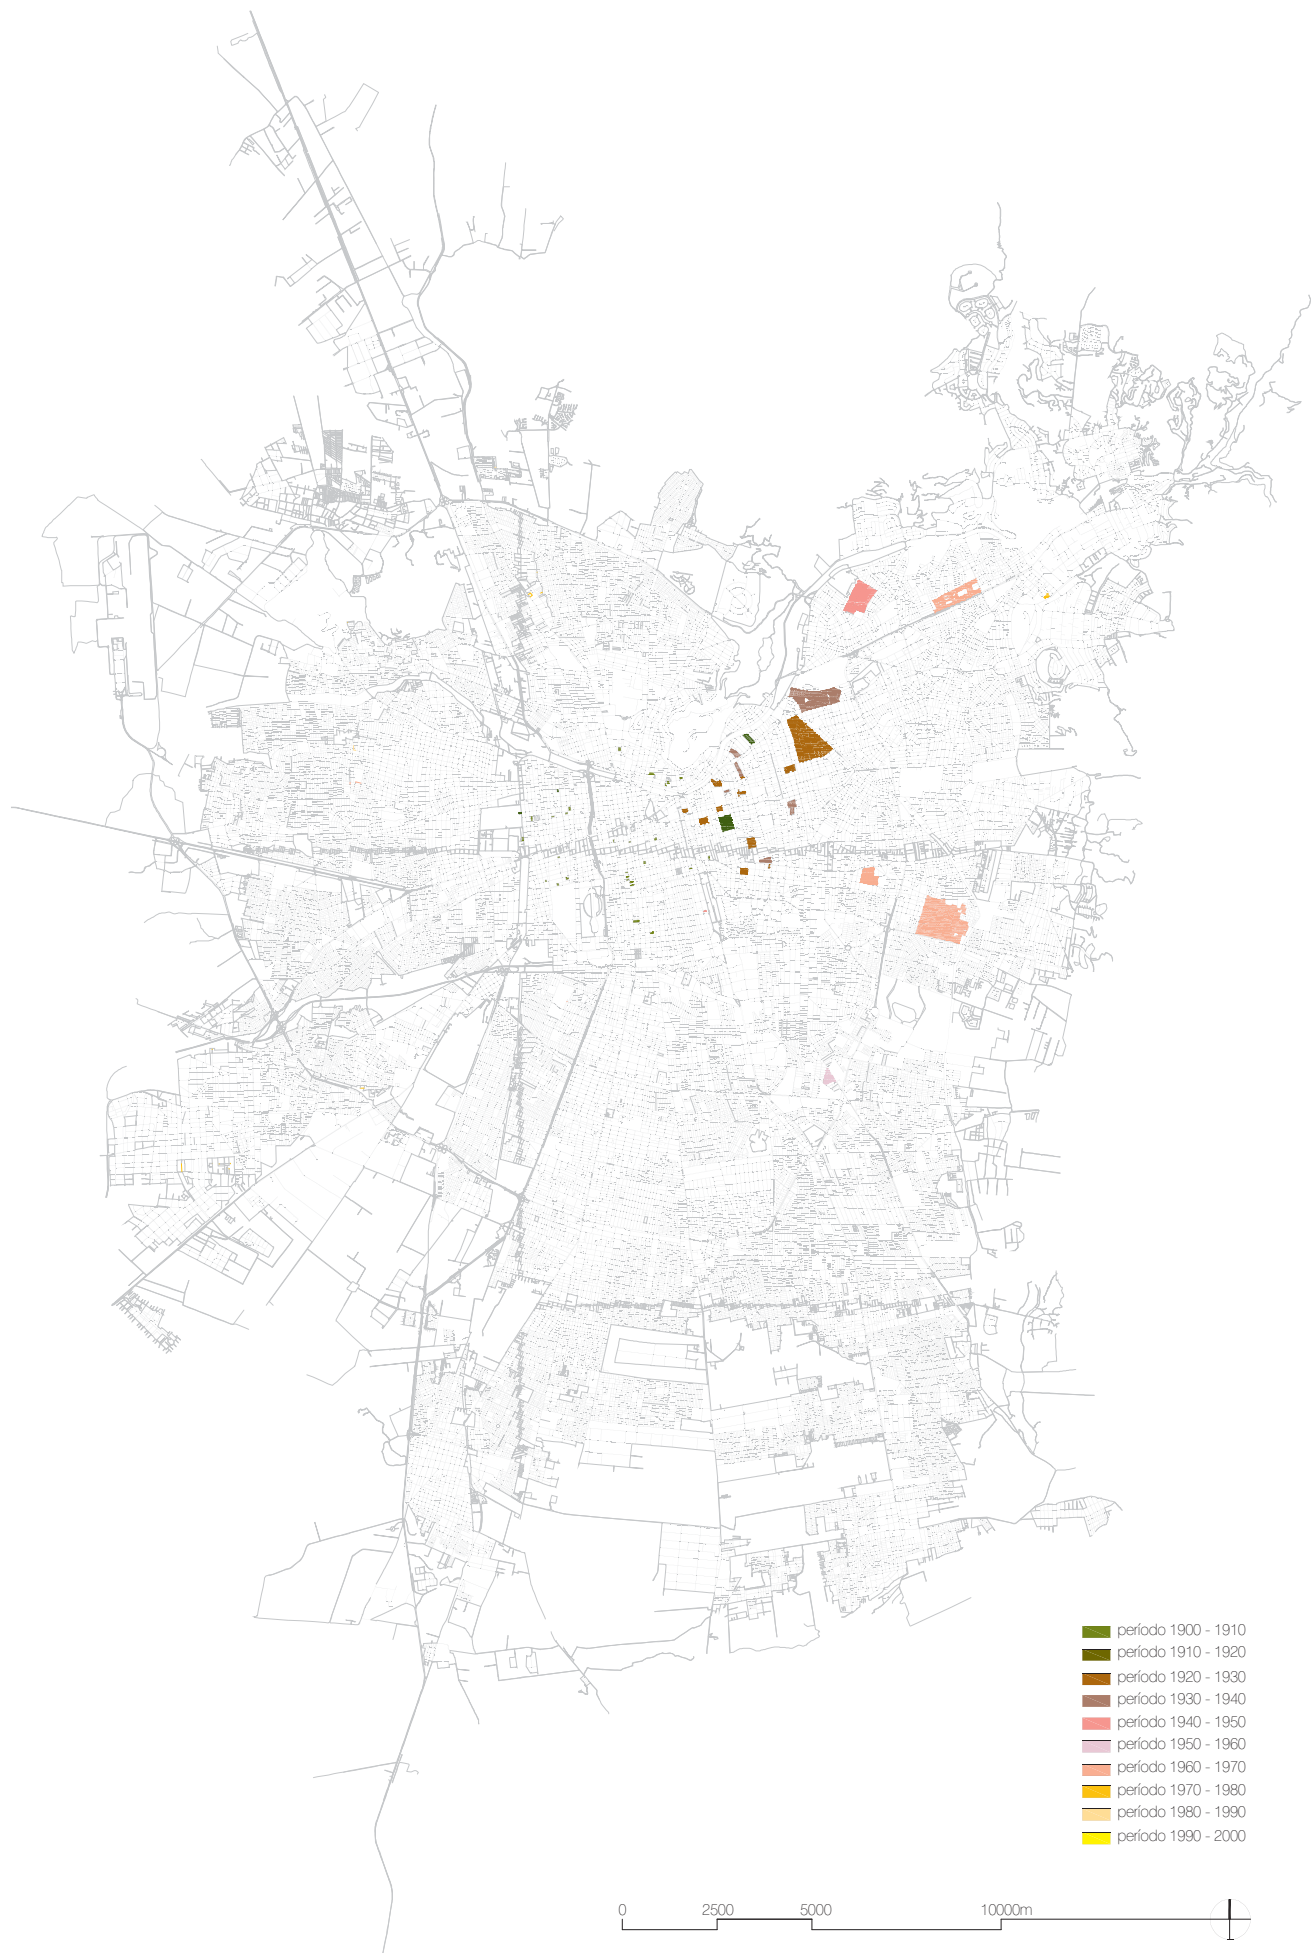 período 1900 - 1910
período 1910 - 1920
período 1920 - 1930
período 1930 - 1940
período 1940 - 1950
período 1950 - 1960
período 1960 - 1970
período 1970 - 1980
período 1980 - 1990
período 1990 - 2000
0 2500 5000 10000m